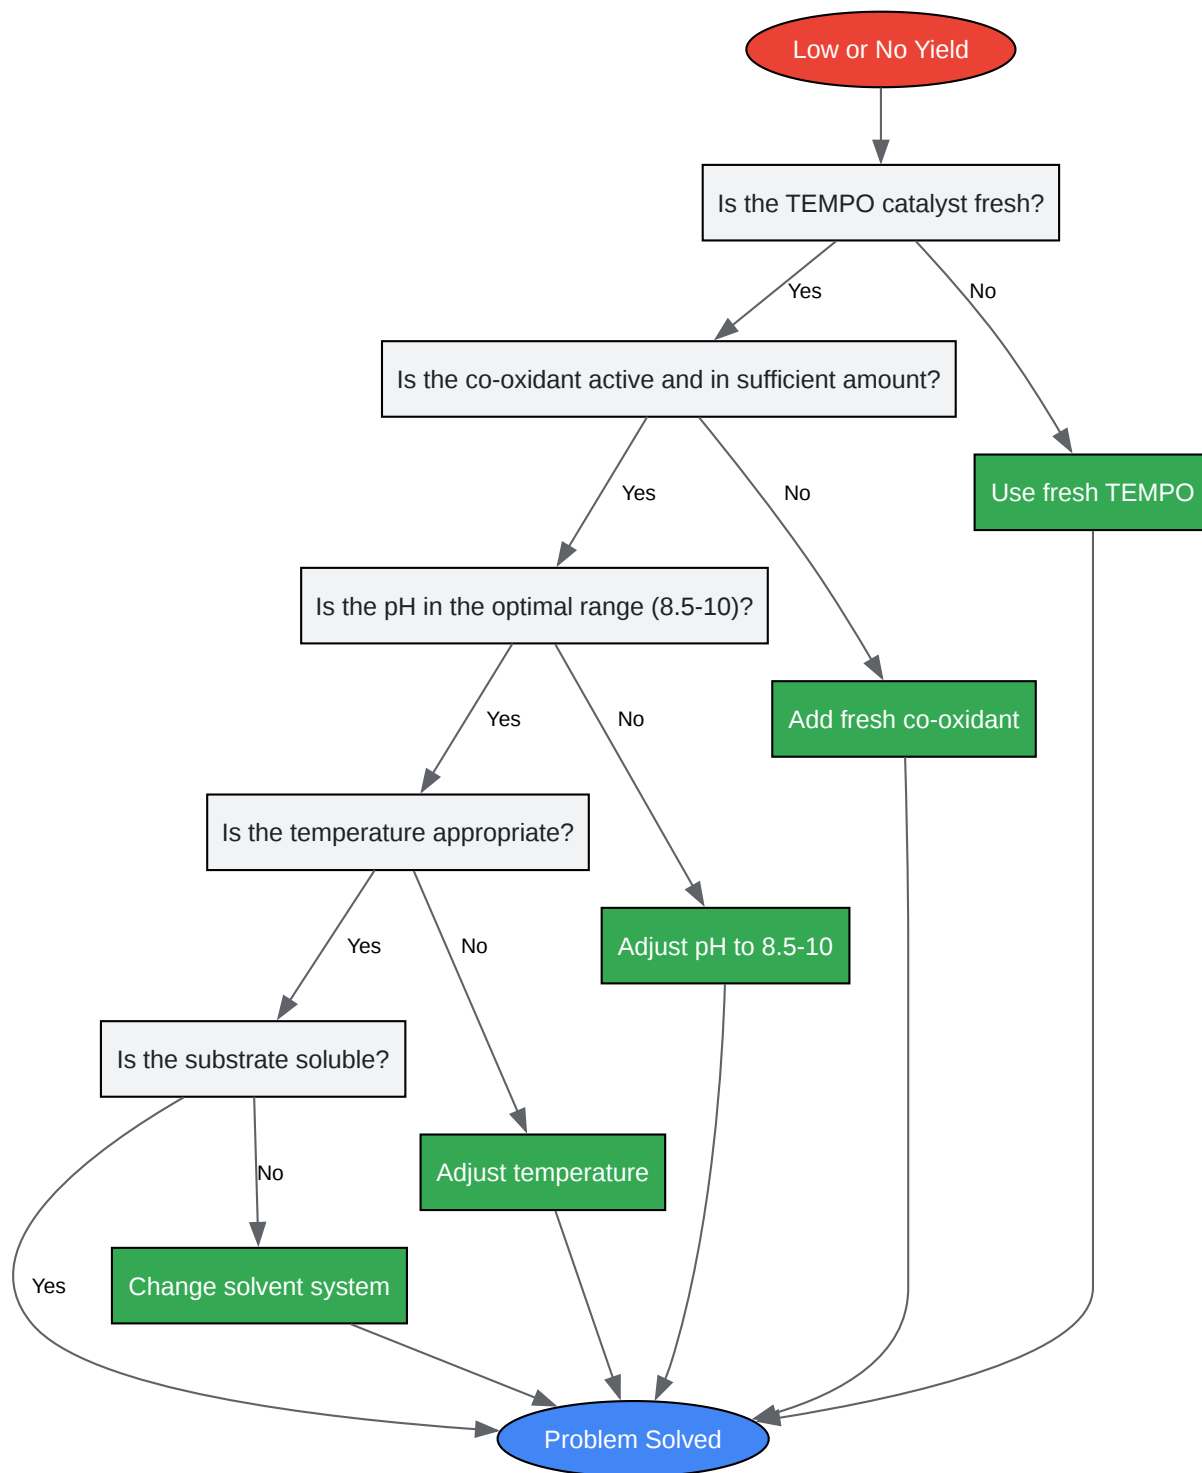 Low or No Yield
Is the TEMPO catalyst fresh?
Yes
No
Is the co-oxidant active and in sufficient amount?
Yes
No
Use fresh TEMPO
Is the pH in the optimal range (8.5-10)?
Yes
No
Add fresh co-oxidant
Is the temperature appropriate?
Yes
No
Adjust pH to 8.5-10
Is the substrate soluble?
No
Adjust temperature
Yes
Change solvent system
Problem Solved